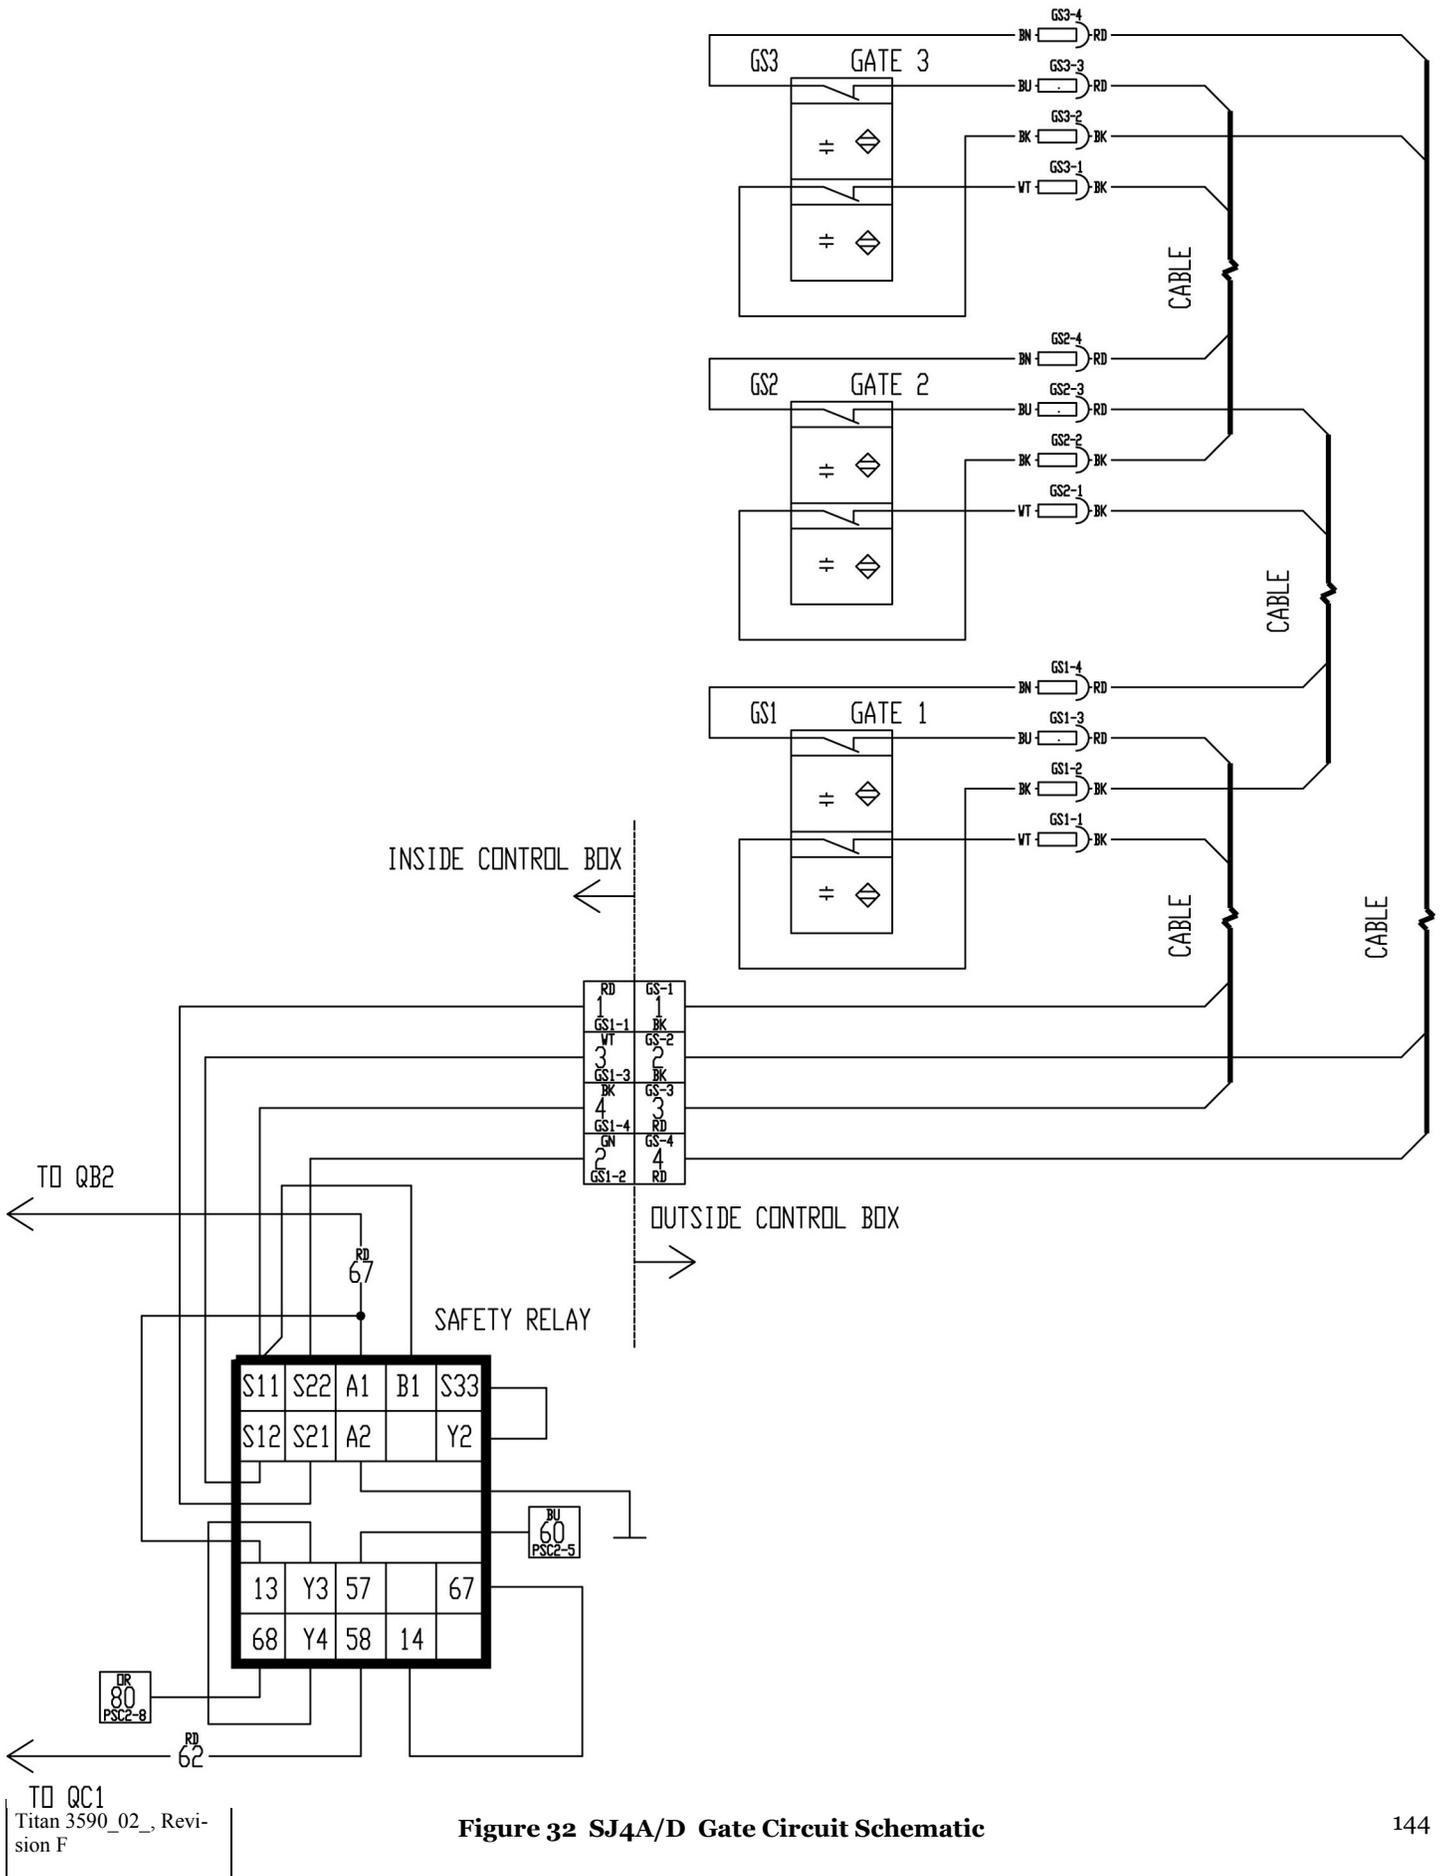 GS3-4
BN RD
GS3 GATE 3
GS3-3
BU RD
GS3-2
BK BK
GS3-1
WT BK
CABLE
GS2-4
BN RD
GS2 GATE 2
GS2-3
BU RD
GS2-2
BK BK
GS2-1
WT BK
CABLE
GS1-4
BN RD
GS1 GATE 1
GS1-3
BU RD
GS1-2
BK BK
GS1-1
WT BK
CABLE
CABLE
INSIDE CONTROL BOX
RD GS-1
1 1
GS1-1 BK
WT GS-2
3 2
GS1-3 BK
BK GS-3
4 3
GS1-4 RD
GN GS-4
2 4
GS1-2 RD
TO QB2
OUTSIDE CONTROL BOX
RD
67
SAFETY RELAY
S11 S22 A1 B1 S33
S12 S21 A2 Y2
BU
60
PSC2-5
13 Y3 57 67
68 Y4 58 14
OR
80
PSC2-8
RD
62
TO QC1
Titan 3590_02_, Revi-
sion F
Figure 32 SJ4A/D Gate Circuit Schematic
144